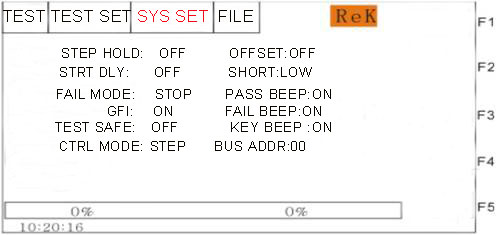 TEST TEST SET SYS SET FILE ReK F1
STEP HOLD: OFF OFFSET:OFF
STRT DLY: OFF SHORT:LOW F2
FAIL MODE: STOP PASS BEEP:ON
GFI: ON FAIL BEEP:ON F3
TEST SAFE: OFF KEY BEEP :ON
CTRL MODE: STEP BUS ADDR:00 F4
0% 0% F5
10:20:16